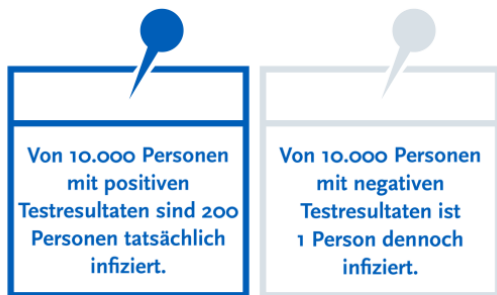 Von 10.000 Personen
mit positiven
Testresultaten sind 200
Personen tatsächlich
infiziert.
Von 10.000 Personen
mit negativen
Testresultaten ist
1 Person dennoch
infiziert.